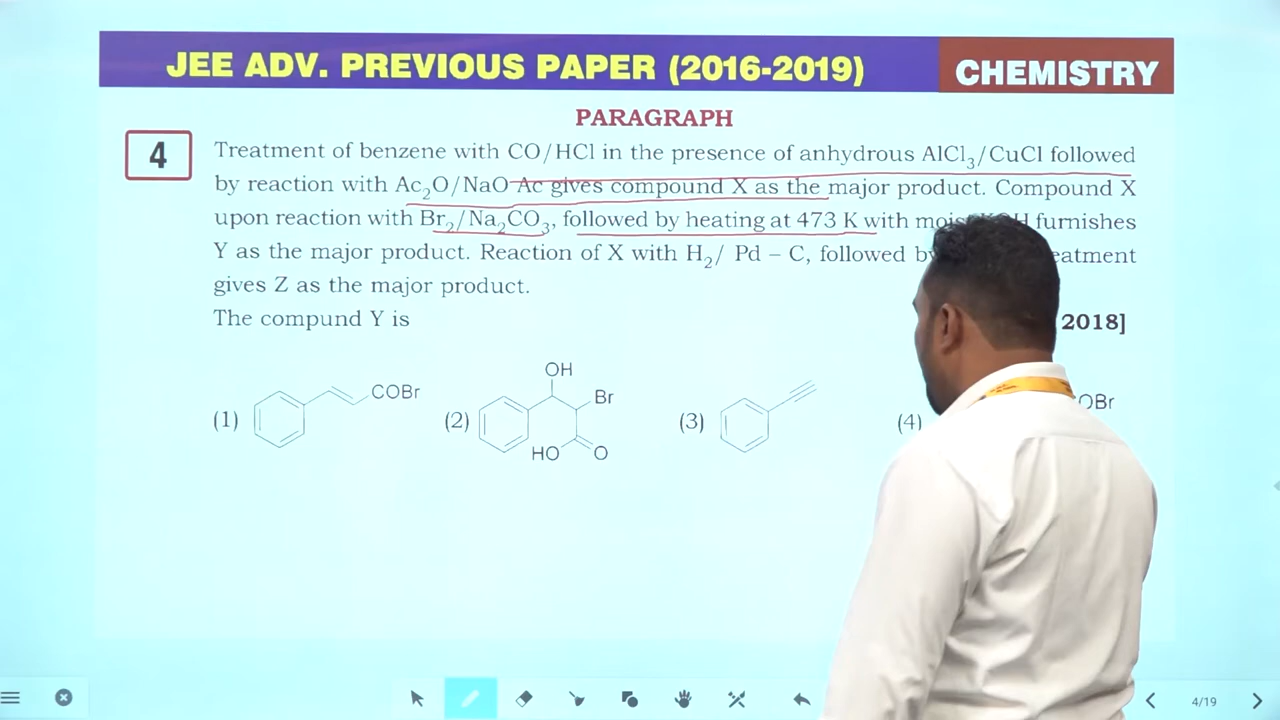 JEE ADV. PREVIOUS PAPER (2016-2019) CHEMISTRY
PARAGRAPH
4
Treatment of benzene with CO/HCl in the presence of anhydrous AlCl₃/CuCl followed
by reaction with Ac₂O/NaO Ac gives compound X as the major product. Compound X
upon reaction with Br₂/Na₂CO₃, followed by heating at 473 K with moist KOH furnishes
Y as the major product. Reaction of X with H₂/ Pd – C, followed
gives Z as the major product.
The compund Y is 2018]
(1) COBr
(2) OH Br HO O
(3)
(4)
4/19